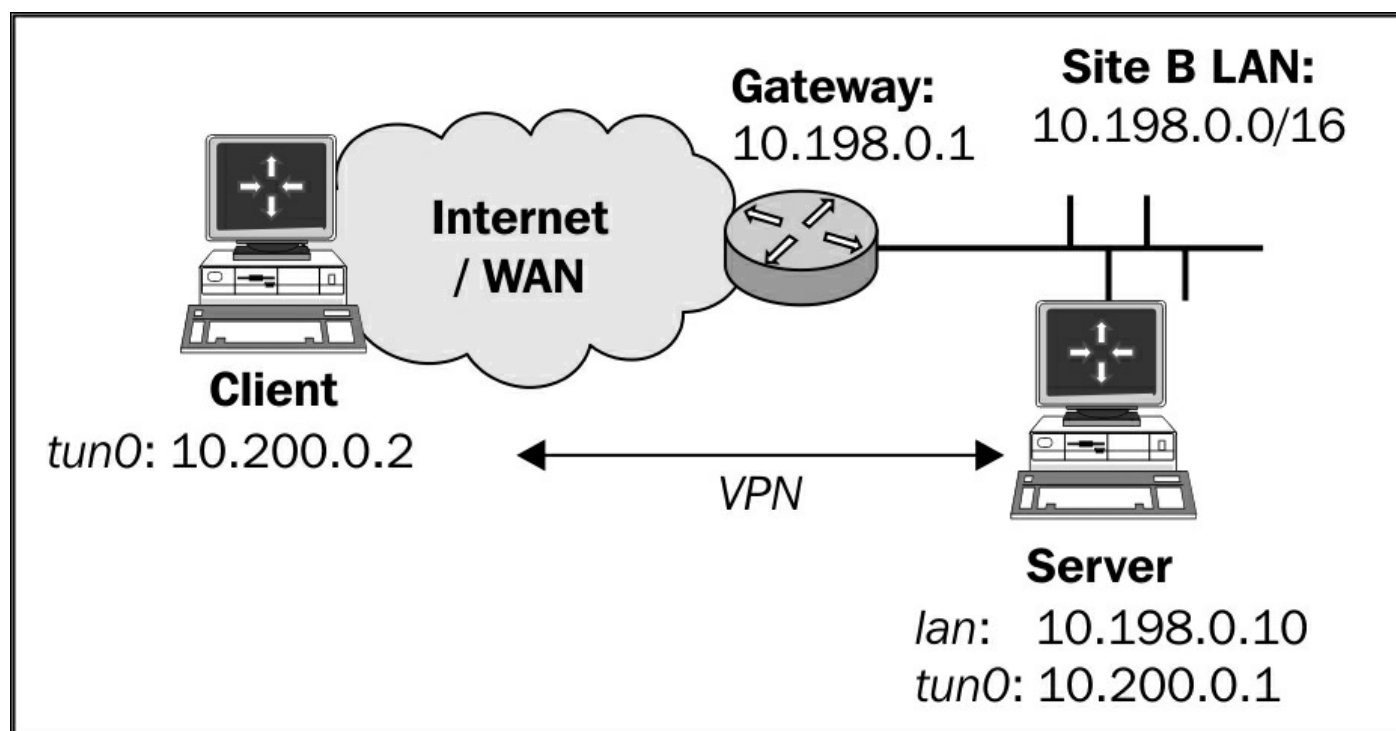 Gateway:
10.198.0.1
Site B LAN:
10.198.0.0/16
Internet
/ WAN
Client
tun0: 10.200.0.2
VPN
Server
lan: 10.198.0.10
tun0: 10.200.0.1